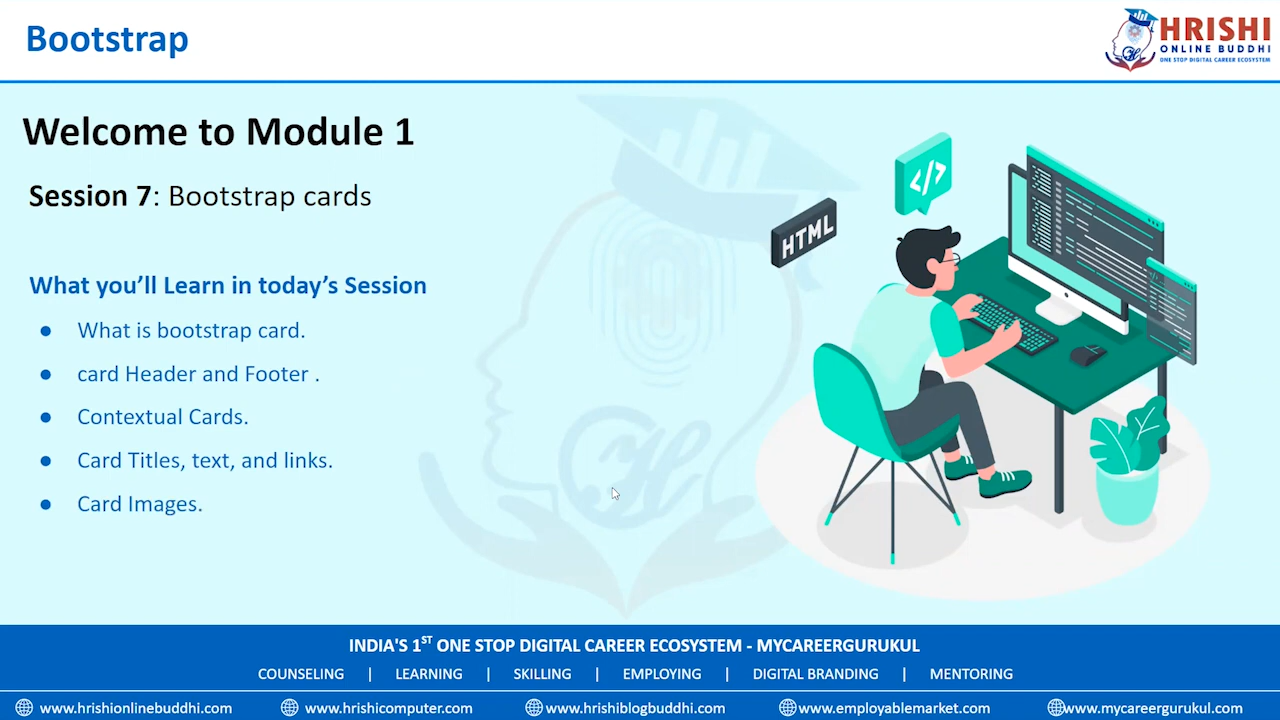 Bootstrap
HRISHI
ONLINE BUDDHI
ONE STOP DIGITAL CAREER ECOSYSTEM
Welcome to Module 1
Session 7: Bootstrap cards
What you’ll Learn in today’s Session
● What is bootstrap card.
● card Header and Footer .
● Contextual Cards.
● Card Titles, text, and links.
● Card Images.
</>
HTML
INDIA'S 1ST ONE STOP DIGITAL CAREER ECOSYSTEM - MYCAREERGURUKUL
COUNSELING | LEARNING | SKILLING | EMPLOYING | DIGITAL BRANDING | MENTORING
www.hrishionlinebuddhi.com www.hrishicomputer.com www.hrishiblogbuddhi.com www.employablemarket.com www.mycareergurukul.com